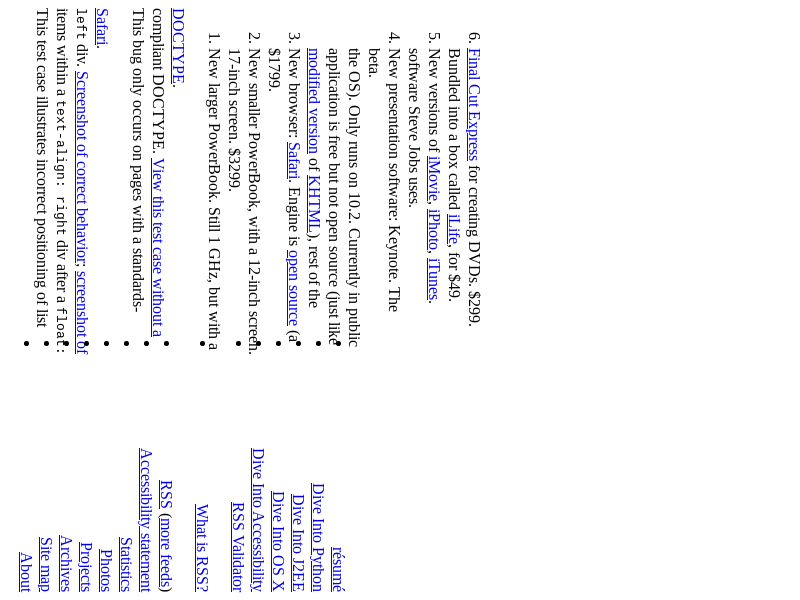 This test case illustrates incorrect positioning of list
items within a text-align: right div after a float:
left div. Screenshot of correct behavior; screenshot of
Safari.
This bug only occurs on pages with a standards-
compliant DOCTYPE. View this test case without a
DOCTYPE.
1. New larger PowerBook. Still 1 GHz, but with a
17-inch screen. $3299.
2. New smaller PowerBook, with a 12-inch screen.
$1799.
3. New browser: Safari. Engine is open source (a
modified version of KHTML), rest of the
application is free but not open source (just like
the OS). Only runs on 10.2. Currently in public
beta.
4. New presentation software: Keynote. The
software Steve Jobs uses.
5. New versions of iMovie, iPhoto, iTunes.
Bundled into a box called iLife, for $49.
6. Final Cut Express for creating DVDs. $299.
About
Site map
Archives
Projects
Photos
Statistics
Accessibility statement
RSS (more feeds)
What is RSS?
RSS Validator
Dive Into Accessibility
Dive Into OS X
Dive Into J2EE
Dive Into Python
résumé